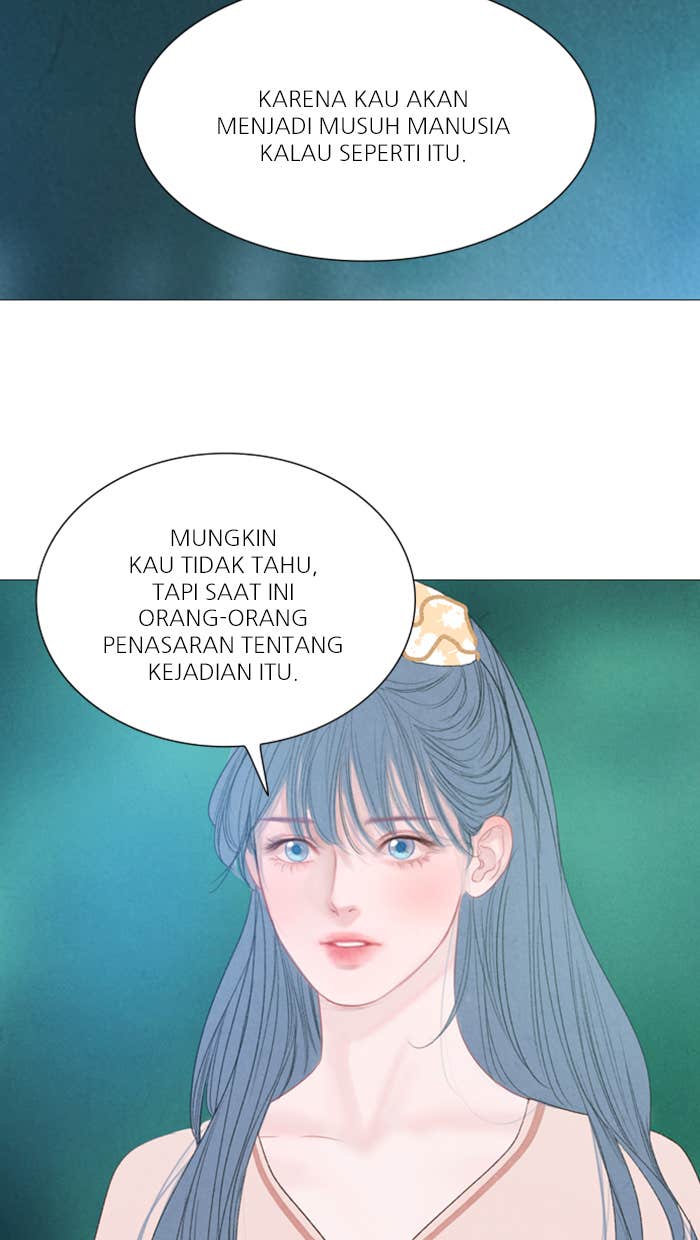 KARENA KAU AKAN
MENJADI MUSUH MANUSIA
KALAU SEPERTI ITU.
MUNGKIN
KAU TIDAK TAHU,
TAPI SAAT INI
ORANG-ORANG
PENASARAN TENTANG
KEJADIAN ITU.